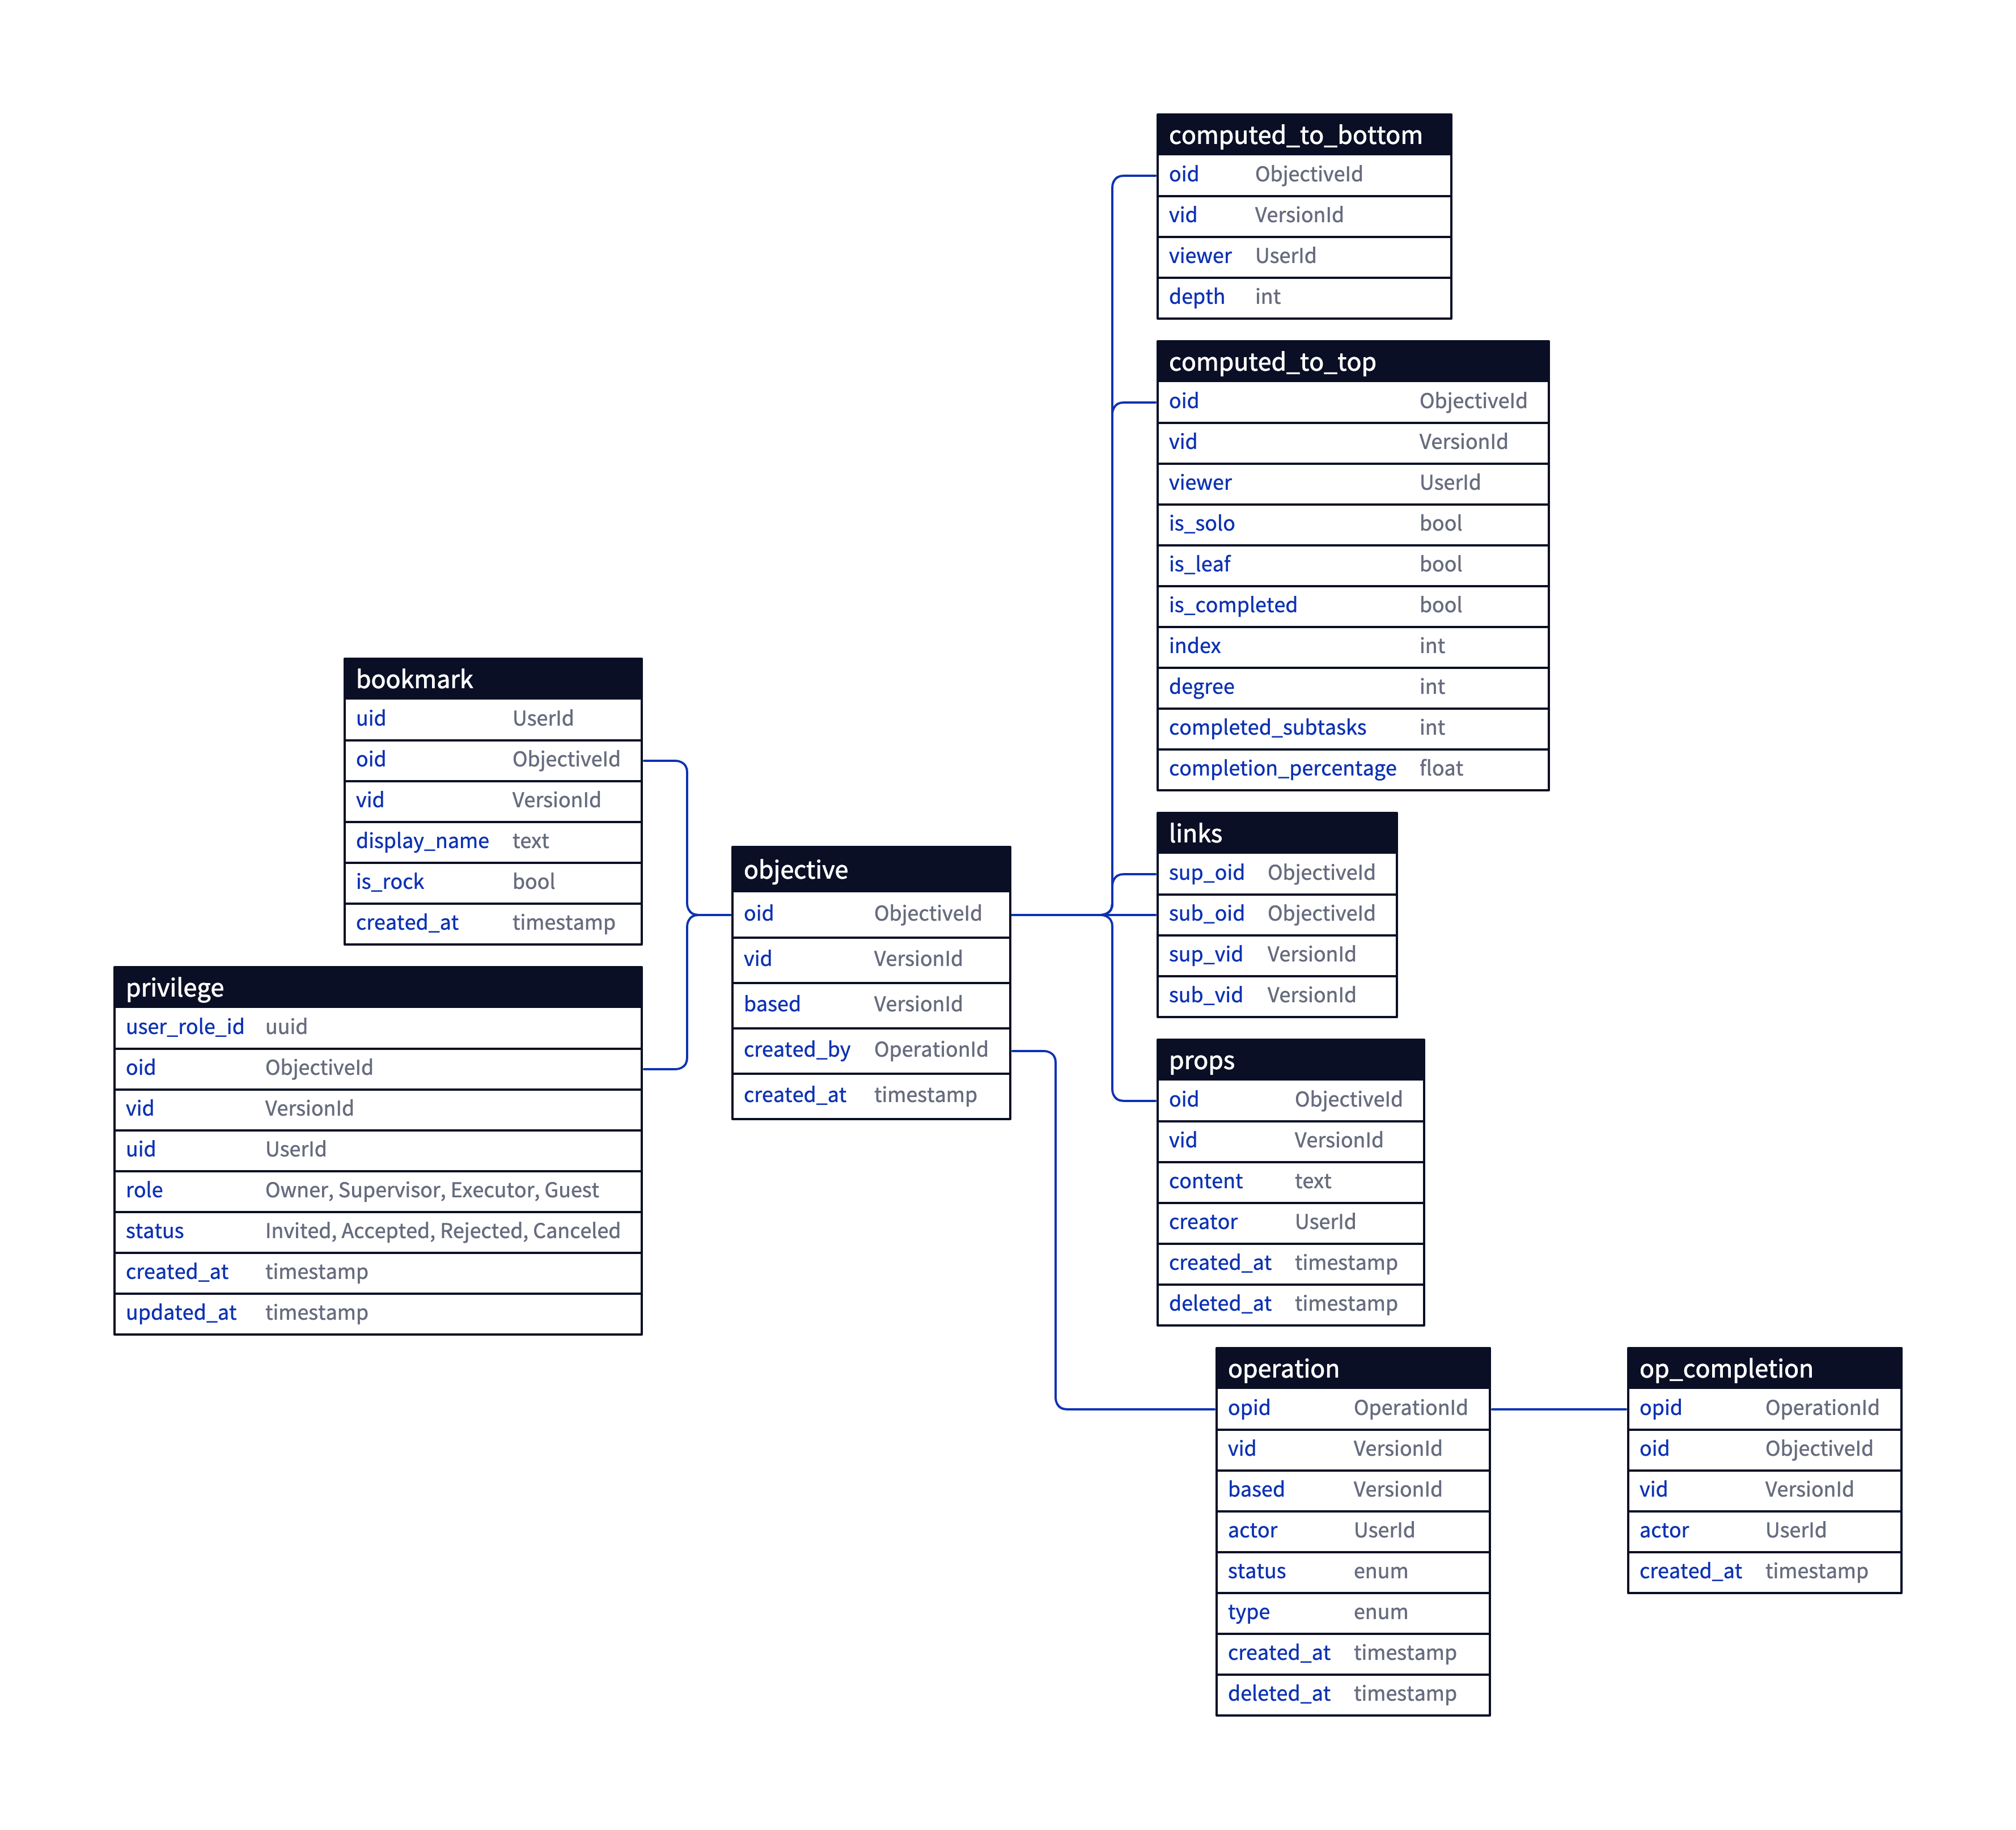 computed_to_bottom
oid ObjectiveId
vid VersionId
viewer UserId
depth int
computed_to_top
oid ObjectiveId
vid VersionId
viewer UserId
is_solo bool
is_leaf bool
is_completed bool
index int
degree int
completed_subtasks int
completion_percentage float
bookmark
uid UserId
oid ObjectiveId
vid VersionId
display_name text
is_rock bool
created_at timestamp
privilege
user_role_id uuid
oid ObjectiveId
vid VersionId
uid UserId
role Owner, Supervisor, Executor, Guest
status Invited, Accepted, Rejected, Canceled
created_at timestamp
updated_at timestamp
objective
oid ObjectiveId
vid VersionId
based VersionId
created_by OperationId
created_at timestamp
links
sup_oid ObjectiveId
sub_oid ObjectiveId
sup_vid VersionId
sub_vid VersionId
props
oid ObjectiveId
vid VersionId
content text
creator UserId
created_at timestamp
deleted_at timestamp
operation
opid OperationId
vid VersionId
based VersionId
actor UserId
status enum
type enum
created_at timestamp
deleted_at timestamp
op_completion
opid OperationId
oid ObjectiveId
vid VersionId
actor UserId
created_at timestamp